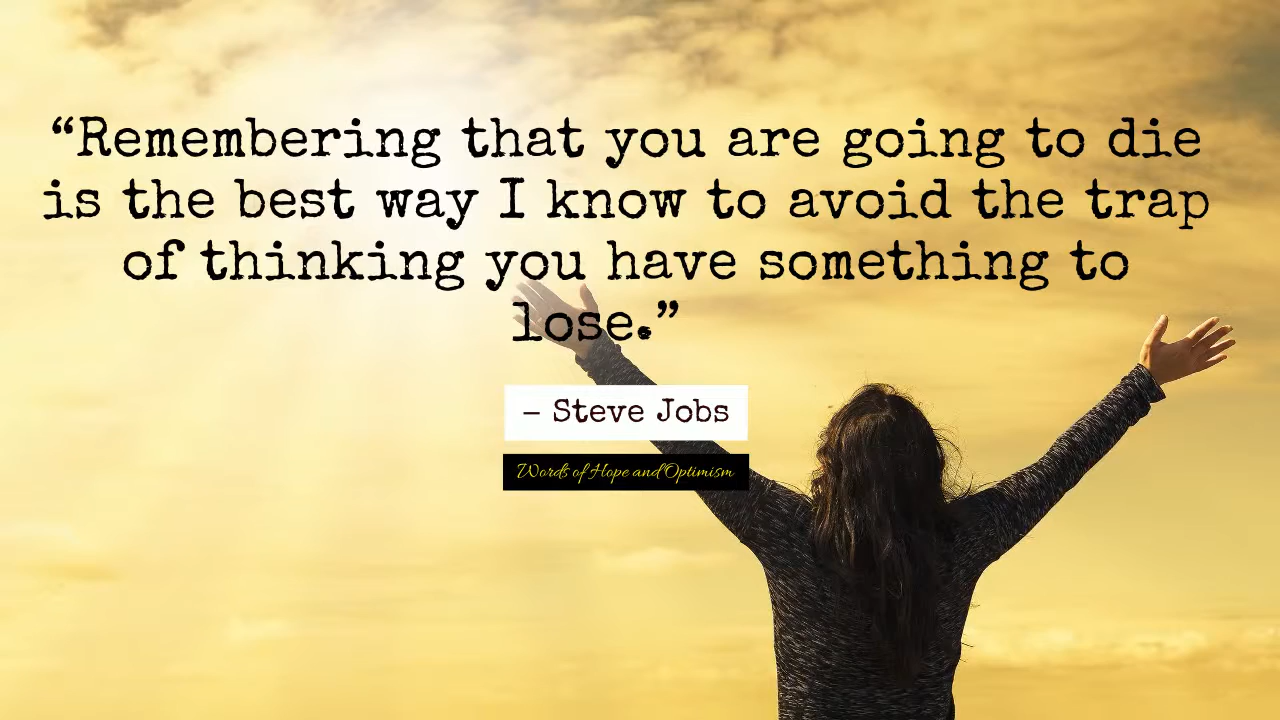 “Remembering that you are going to die
is the best way I know to avoid the trap
of thinking you have something to
lose.”
– Steve Jobs
Words of Hope and Optimism